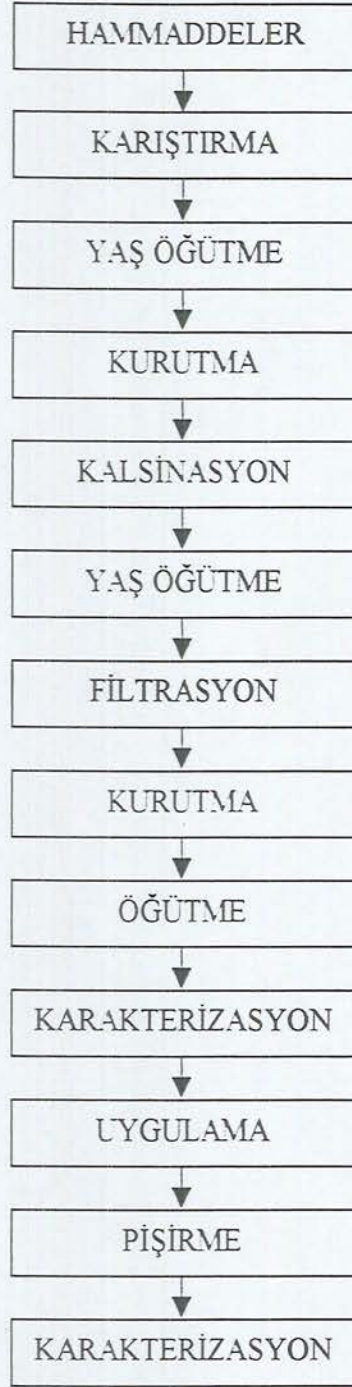 HAMMADDELER
KARIŞTIRMA
YAŞ ÖĞÜTME
KURUTMA
KALSİNASYON
YAŞ ÖĞÜTME
FİLTRASYON
KURUTMA
ÖĞÜTME
KARAKTERİZASYON
UYGULAMA
PİŞİRME
KARAKTERİZASYON